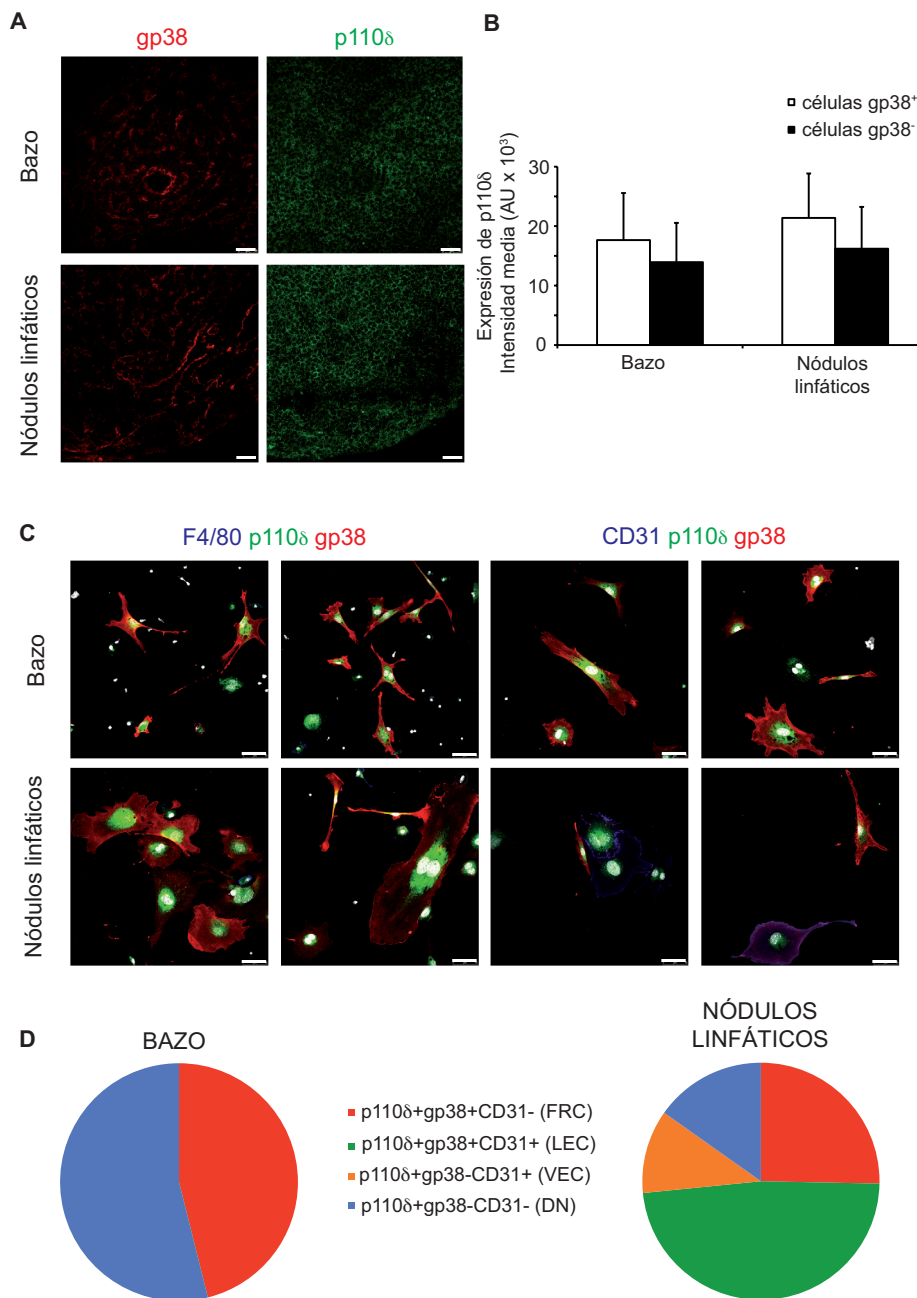 A
gp38
p110δ
Bazo
Nódulos linfáticos
B
células gp38+
células gp38-
Expresión de p110δ
Intensidad media (AU x 10³)
30
20
10
0
Bazo
Nódulos
linfáticos
C
F4/80 p110δ gp38
CD31 p110δ gp38
Bazo
Nódulos linfáticos
D
BAZO
NÓDULOS
LINFÁTICOS
p110δ+gp38+CD31- (FRC)
p110δ+gp38+CD31+ (LEC)
p110δ+gp38-CD31+ (VEC)
p110δ+gp38-CD31- (DN)